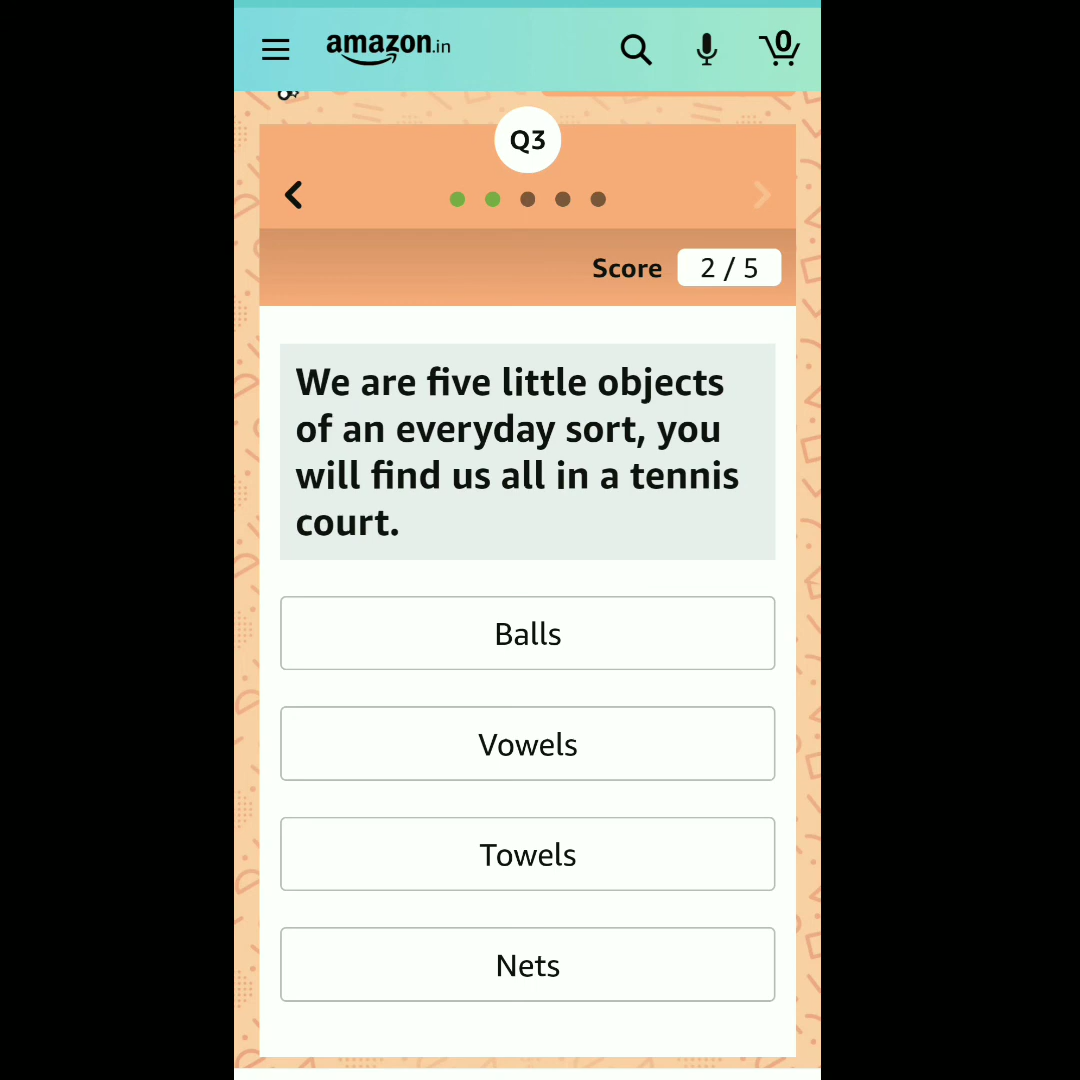 amazon.in
0
Q3
Score 2 / 5
We are five little objects
of an everyday sort, you
will find us all in a tennis
court.
Balls
Vowels
Towels
Nets